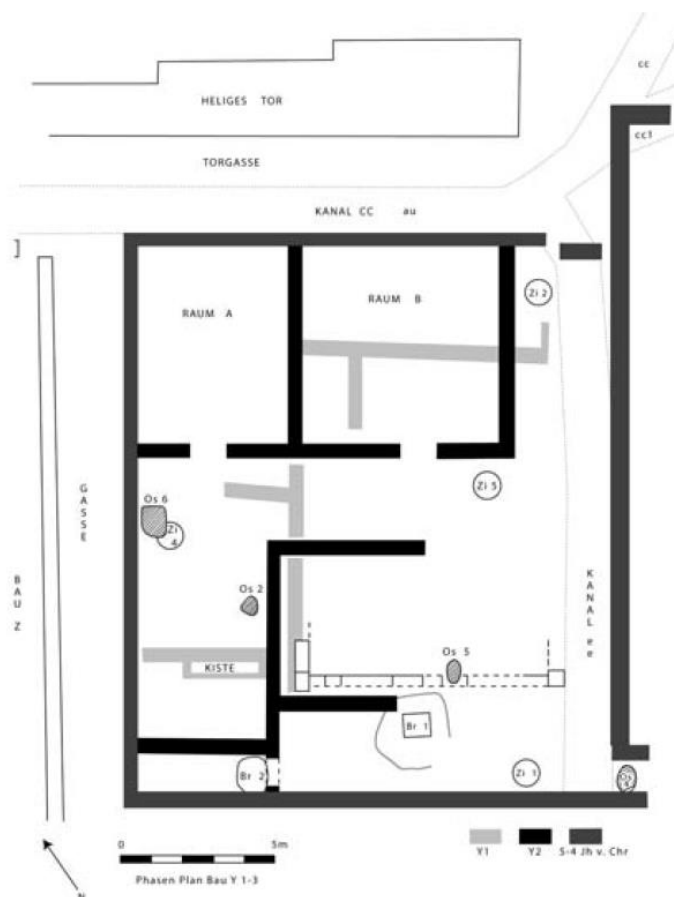 HELIGES TOR
cc
cc1
TORGASSE
KANAL CC au
Zi 2
RAUM A
RAUM B
GASSE
Os 6
Zi
4
Zi 5
BAU Z
Os 2
KANAL ee
KISTE
Os 5
Br 1
Br 2
Zi 1
0 5m
Y1 Y2 5-4 Jh v. Chr
Phasen Plan Bau Y 1-3
N